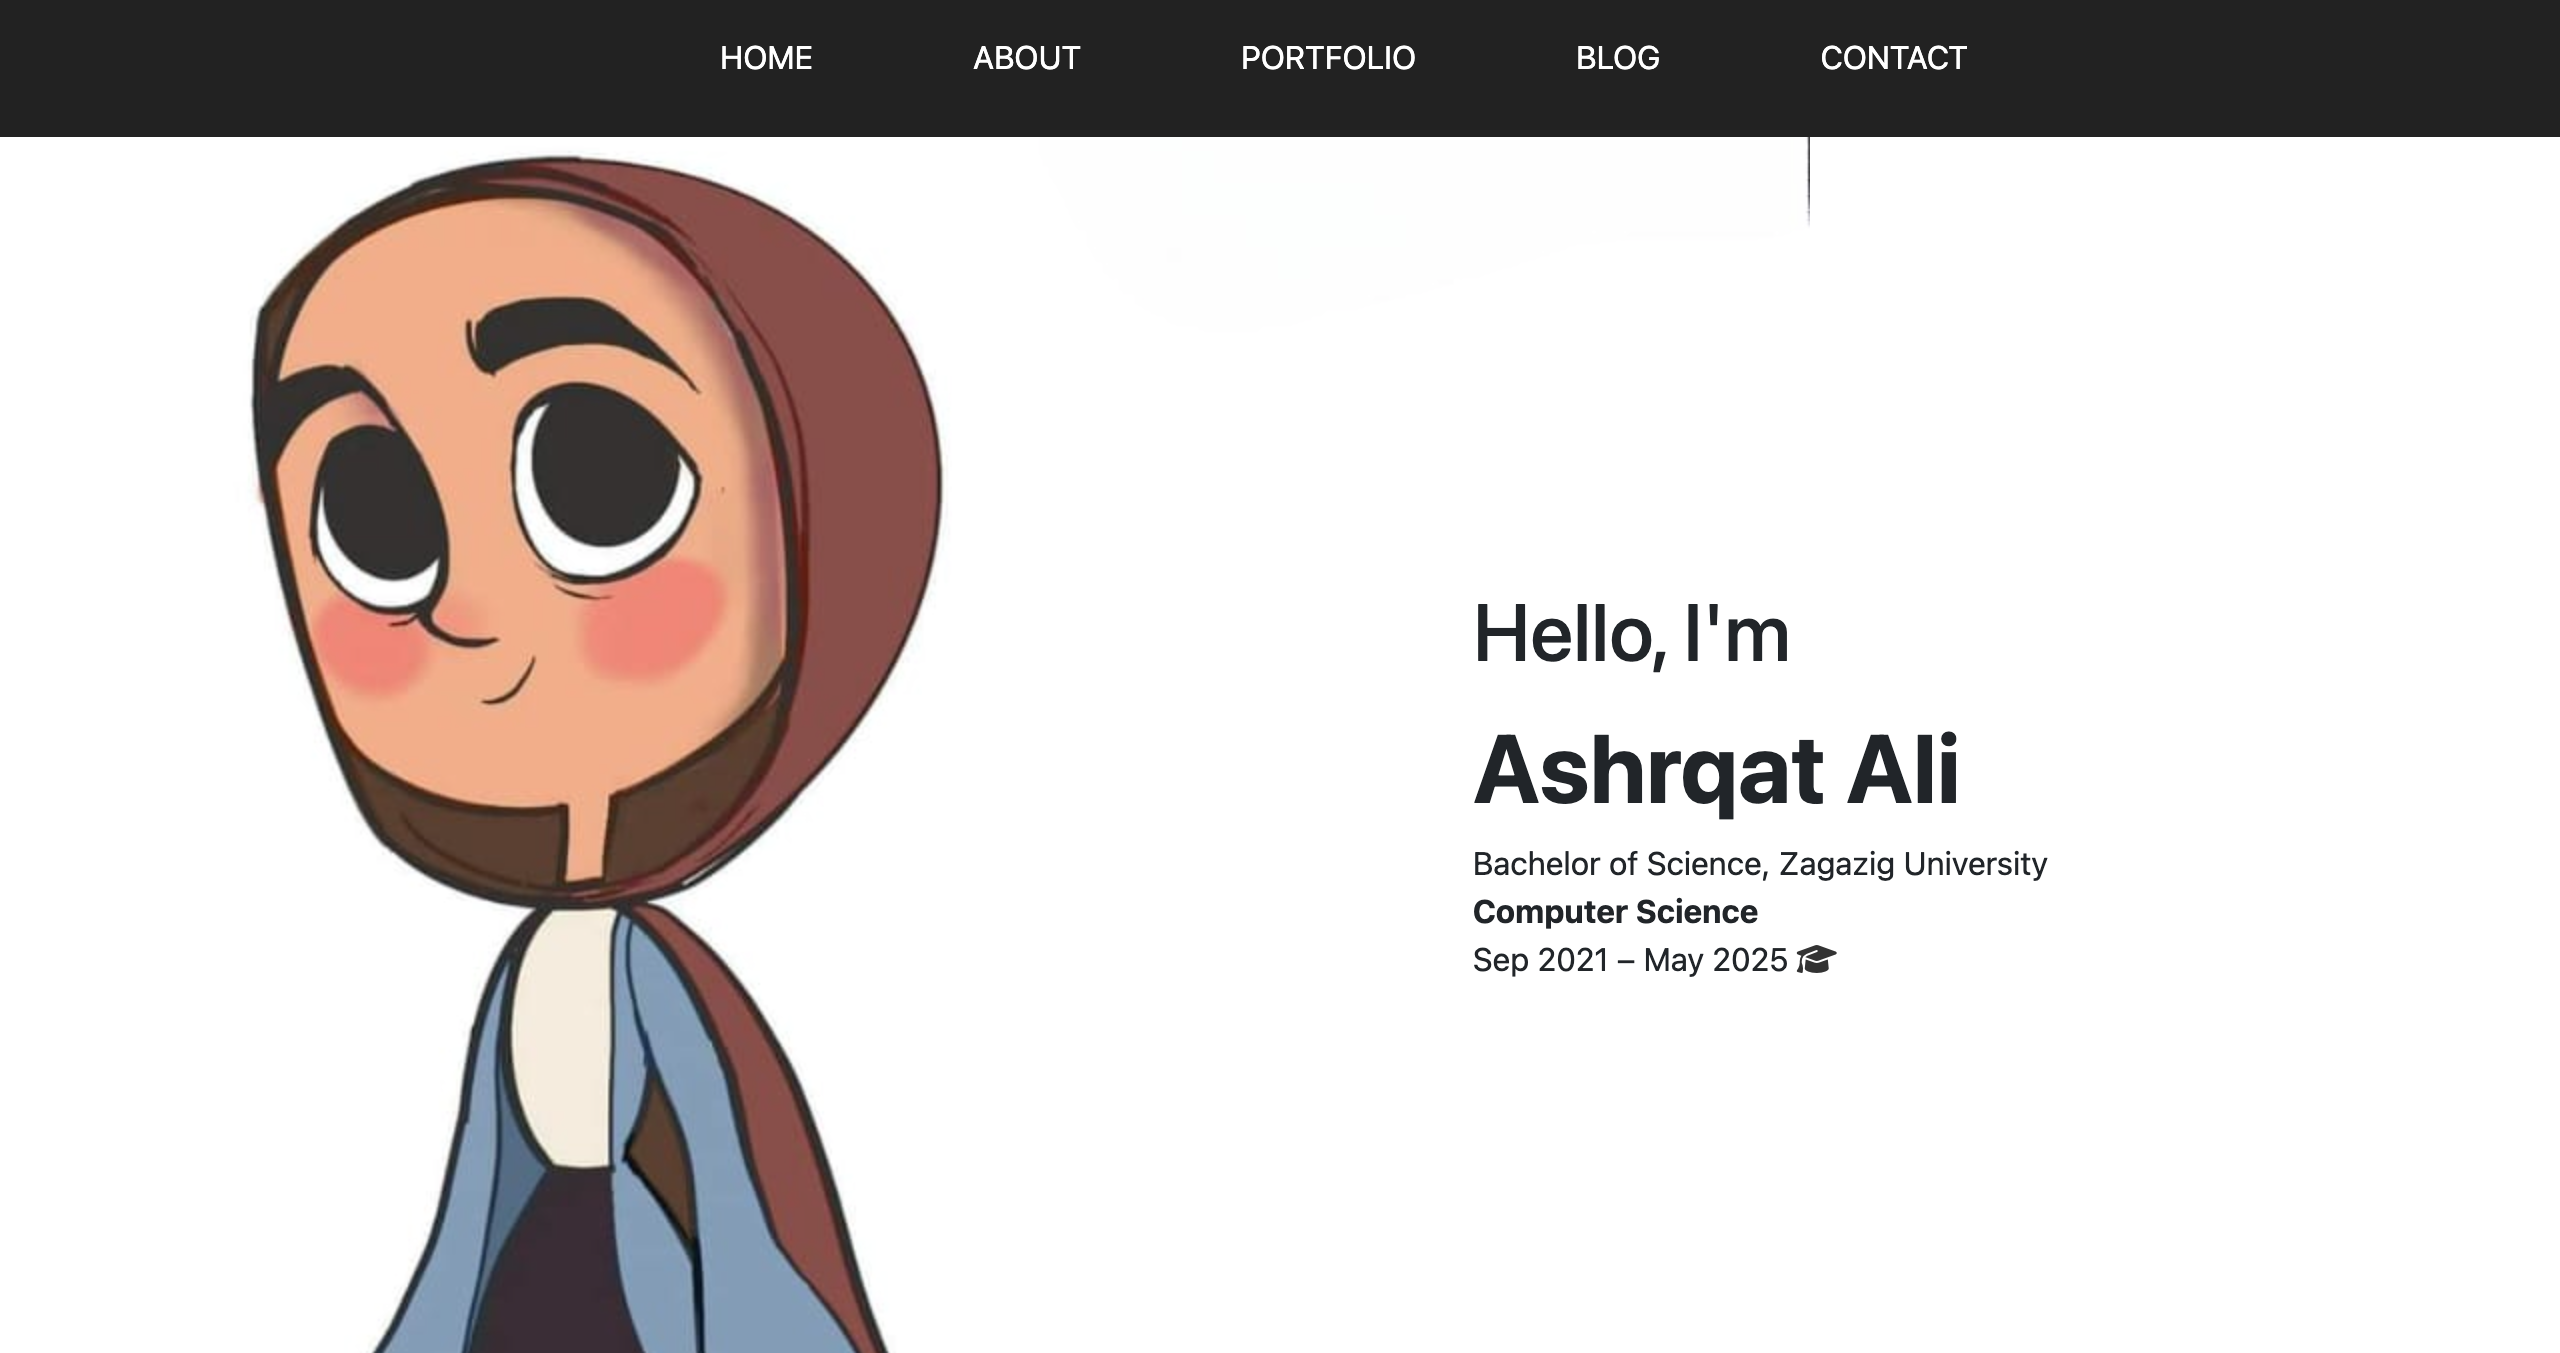 HOME ABOUT PORTFOLIO BLOG CONTACT
Hello, I'm
Ashrqat Ali
Bachelor of Science, Zagazig University
Computer Science
Sep 2021 – May 2025